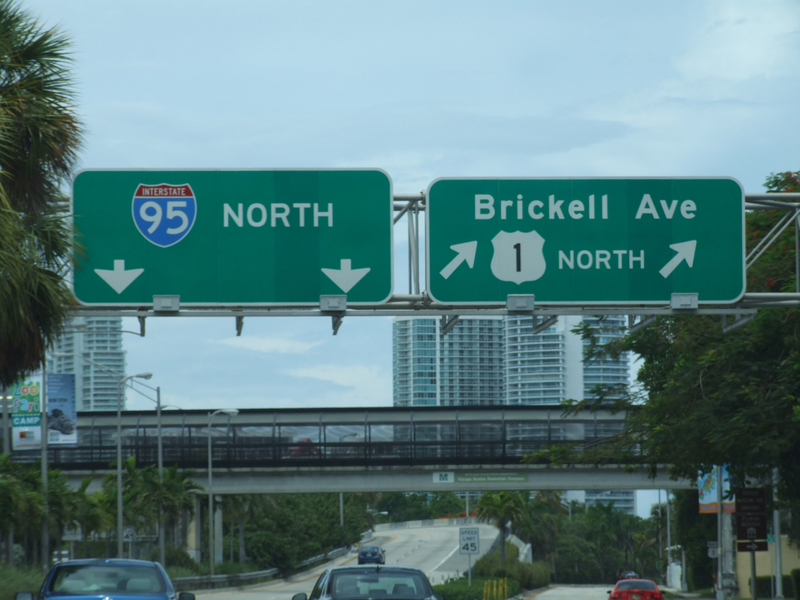 INTERSTATE
95
NORTH
Brickell Ave
1
NORTH
CAMP
M
SPEED
LIMIT
45